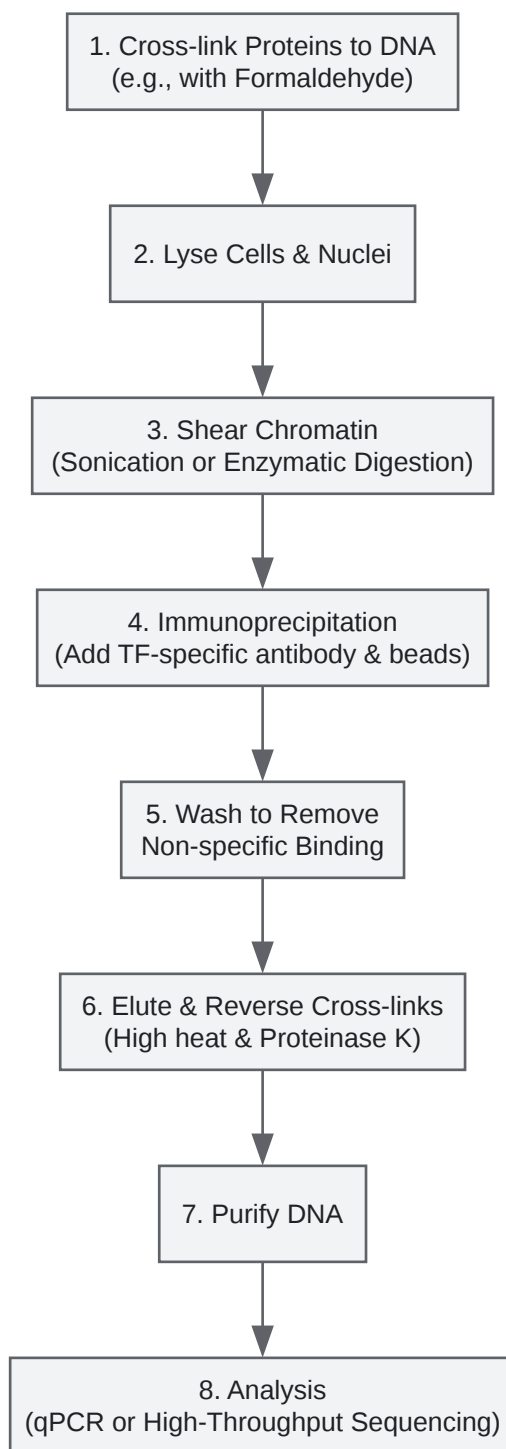 1. Cross-link Proteins to DNA
(e.g., with Formaldehyde)
2. Lyse Cells & Nuclei
3. Shear Chromatin
(Sonication or Enzymatic Digestion)
4. Immunoprecipitation
(Add TF-specific antibody & beads)
5. Wash to Remove
Non-specific Binding
6. Elute & Reverse Cross-links
(High heat & Proteinase K)
7. Purify DNA
8. Analysis
(qPCR or High-Throughput Sequencing)